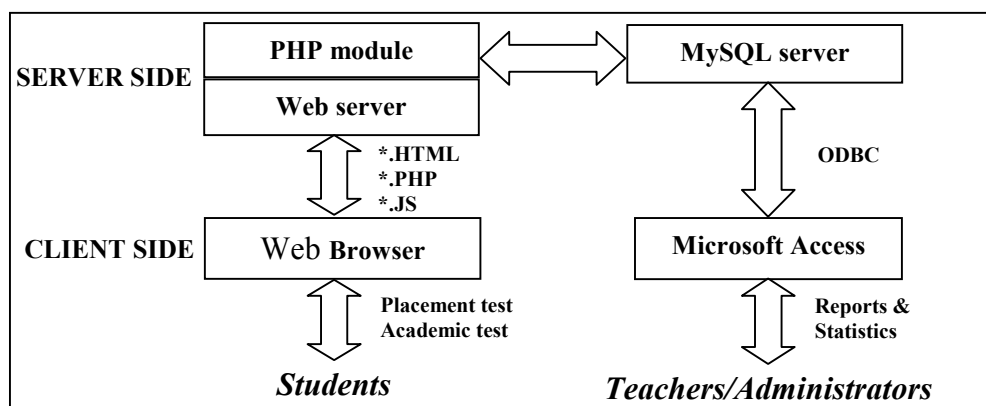 PHP module
MySQL server
SERVER SIDE
Web server
*.HTML
*.PHP
*.JS
ODBC
CLIENT SIDE
Web Browser
Microsoft Access
Placement test
Academic test
Reports &
Statistics
Students
Teachers/Administrators